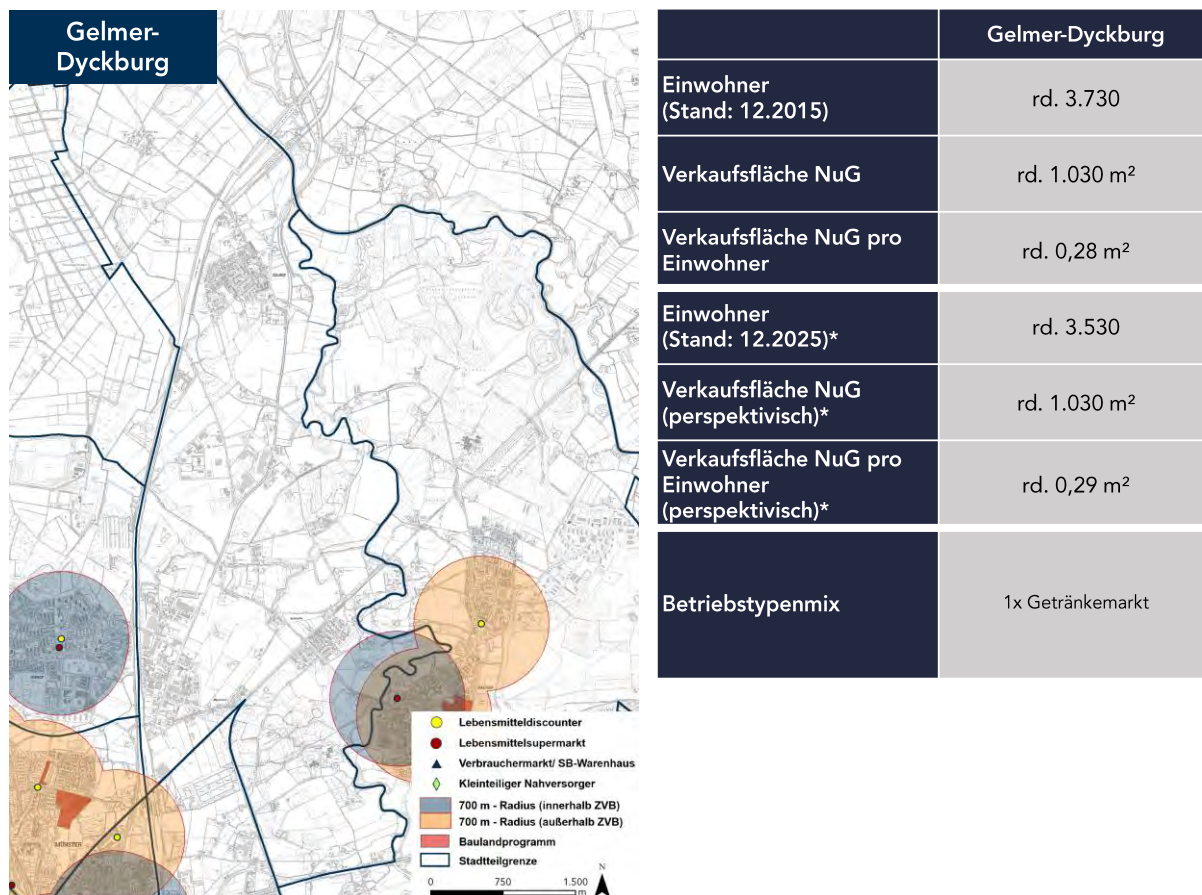 Gelmer-
Dyckburg
Gelmer-Dyckburg
Einwohner
(Stand: 12.2015)
rd. 3.730
Verkaufsfläche NuG
rd. 1.030 m²
Verkaufsfläche NuG pro
Einwohner
rd. 0,28 m²
Einwohner
(Stand: 12.2025)*
rd. 3.530
Verkaufsfläche NuG
(perspektivisch)*
rd. 1.030 m²
Verkaufsfläche NuG pro
Einwohner
(perspektivisch)*
rd. 0,29 m²
Betriebstypenmix
1x Getränkemarkt
MÜNSTER
Lebensmitteldiscounter
Lebensmittelsupermarkt
Verbrauchermarkt/ SB-Warenhaus
Kleinteiliger Nahversorger
700 m - Radius (innerhalb ZVB)
700 m - Radius (außerhalb ZVB)
Baulandprogramm
Stadtteilgrenze
N
0 750 1.500
m